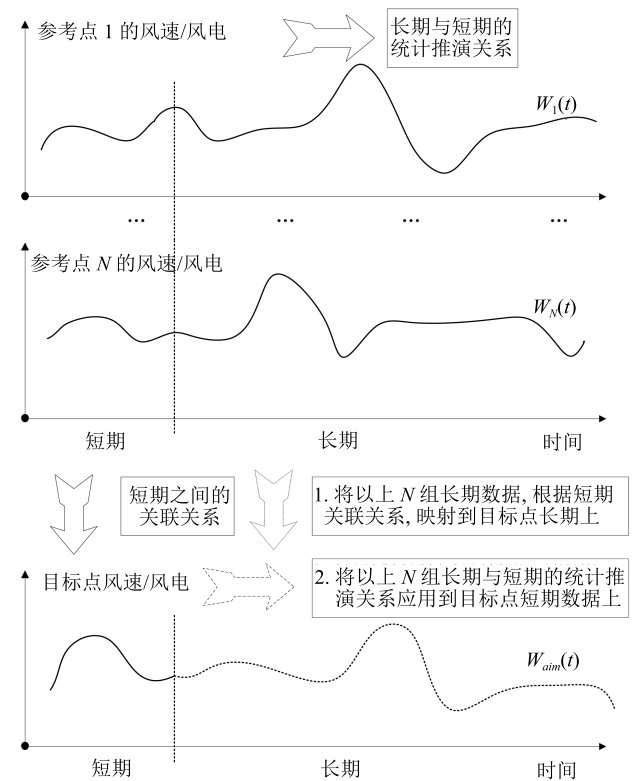 参考点 1 的风速/风电
长期与短期的
统计推演关系
W₁(t)
... ... ... ...
参考点 N 的风速/风电
W_N(t)
短期 长期 时间
短期之间的
关联关系
1. 将以上 N 组长期数据, 根据短期
关联关系, 映射到目标点长期上
目标点风速/风电
2. 将以上 N 组长期与短期的统计推
演关系应用到目标点短期数据上
W_aim(t)
短期 长期 时间